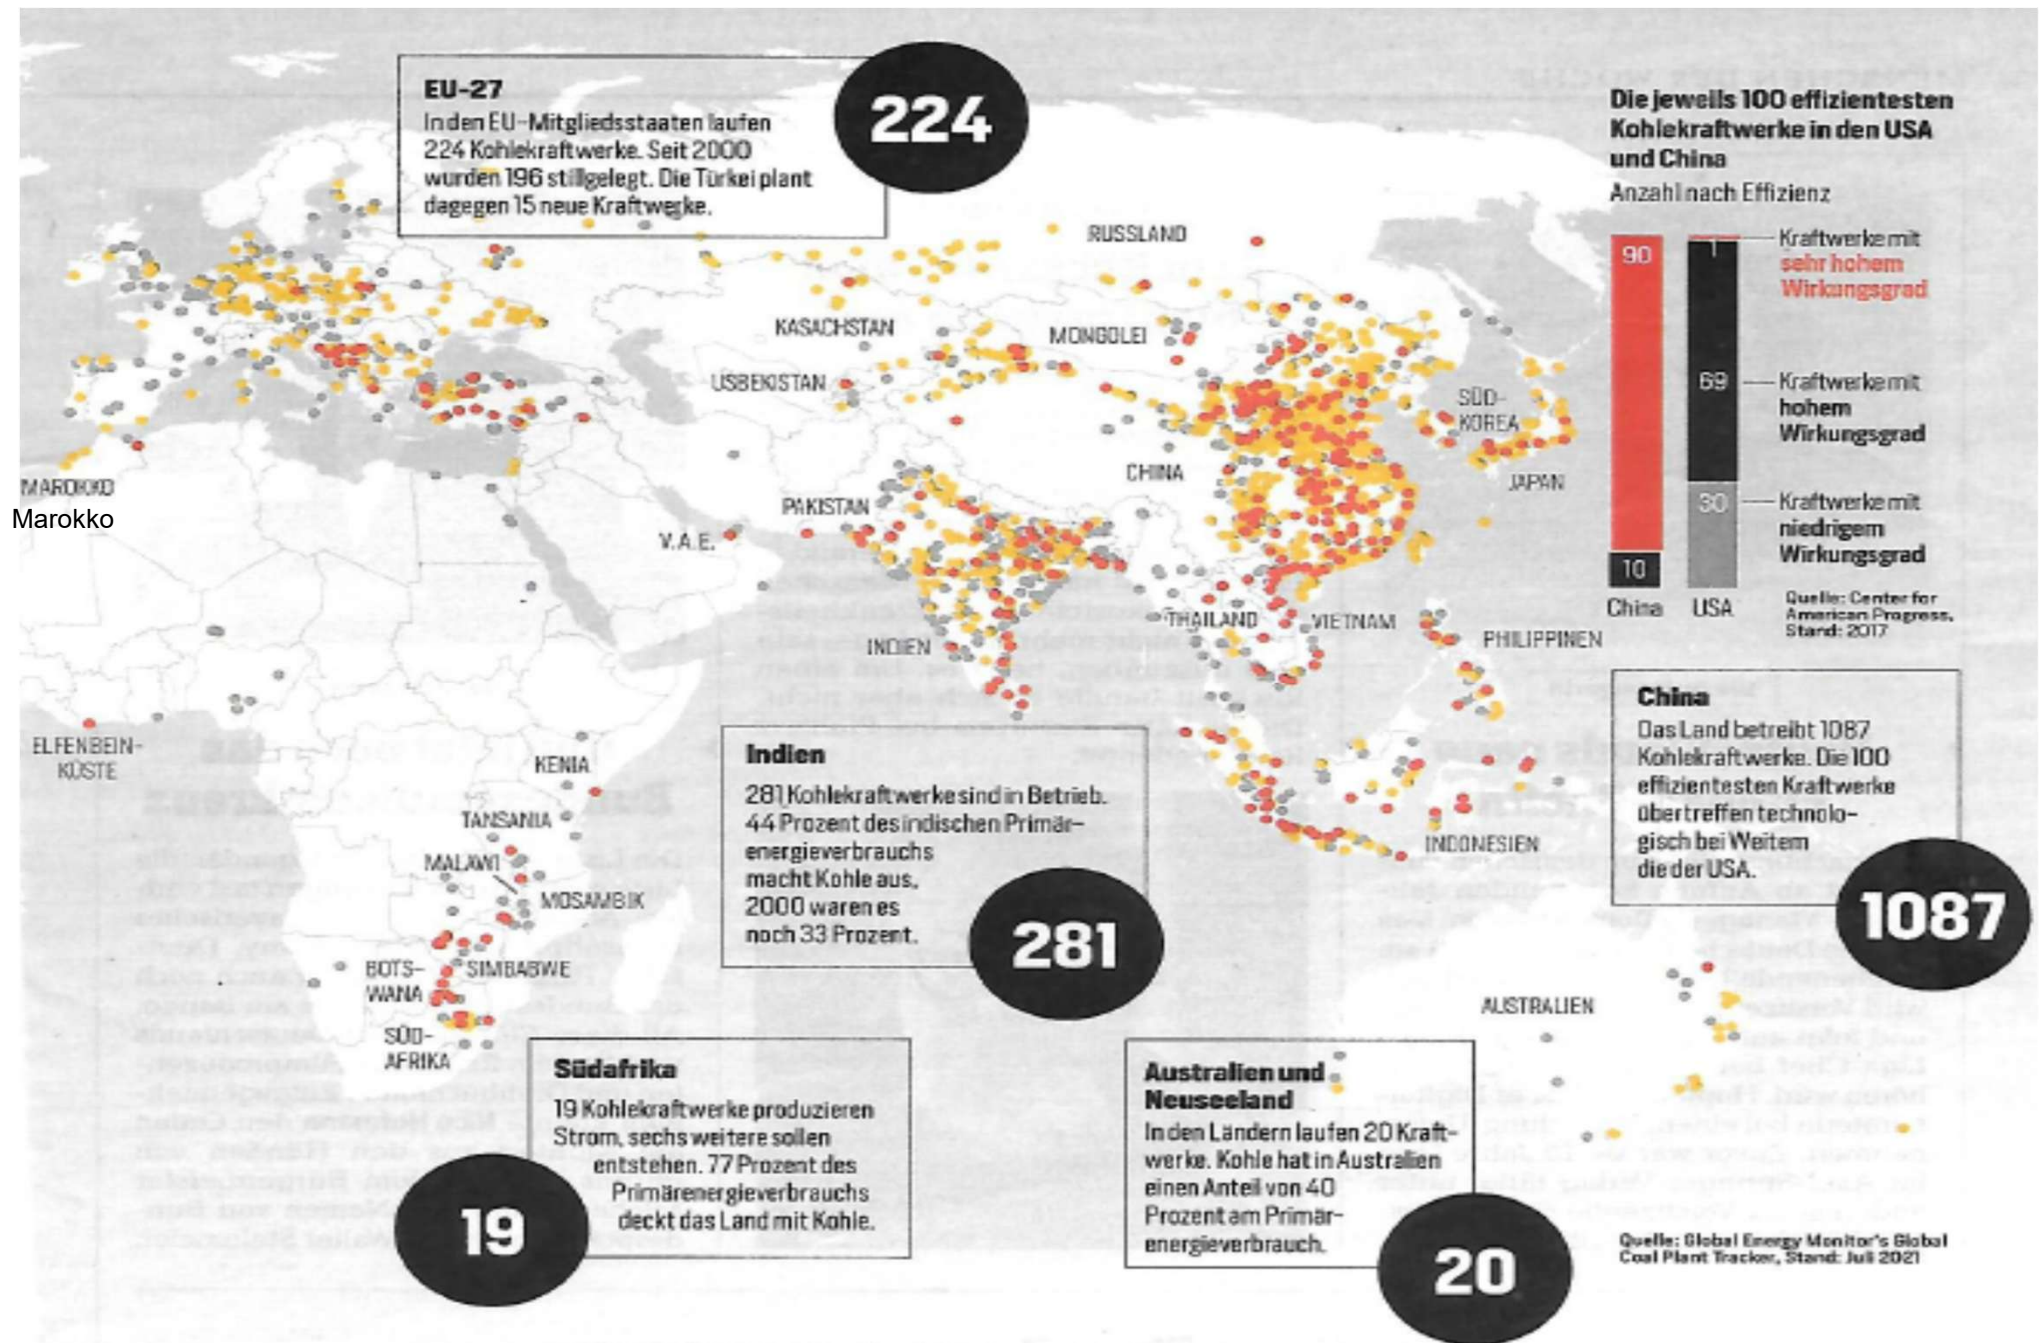 EU-27
In den EU-Mitgliedsstaaten laufen
224 Kohlekraftwerke. Seit 2000
wurden 196 stillgelegt. Die Türkei plant
dagegen 15 neue Kraftwerke.
224
Die jeweils 100 effizientesten
Kohlekraftwerke in den USA
und China
Anzahl nach Effizienz
90
10
China
1
69
30
USA
Kraftwerke mit
sehr hohem
Wirkungsgrad
Kraftwerke mit
hohem
Wirkungsgrad
Kraftwerke mit
niedrigem
Wirkungsgrad
Quelle: Center for
American Progress,
Stand: 2017
RUSSLAND
KASACHSTAN
MONGOLEI
USBEKISTAN
SÜD-
KOREA
JAPAN
CHINA
MAROKKO
Marokko
PAKISTAN
V.A.E.
INDIEN
THAILAND
VIETNAM
PHILIPPINEN
ELFENBEIN-
KÜSTE
KENIA
TANSANIA
MALAWI
MOSAMBIK
BOTS-
WANA
SIMBABWE
SÜD-
AFRIKA
INDONESIEN
AUSTRALIEN
China
Das Land betreibt 1087
Kohlekraftwerke. Die 100
effizientesten Kraftwerke
übertreffen technolo-
gisch bei Weitem
die der USA.
1087
Indien
281 Kohlekraftwerke sind in Betrieb.
44 Prozent des indischen Primär-
energieverbrauchs
macht Kohle aus,
2000 waren es
noch 33 Prozent.
281
Südafrika
19 Kohlekraftwerke produzieren
Strom, sechs weitere sollen
entstehen. 77 Prozent des
Primärenergieverbrauchs
deckt das Land mit Kohle.
19
Australien und
Neuseeland
In den Ländern laufen 20 Kraft-
werke. Kohle hat in Australien
einen Anteil von 40
Prozent am Primär-
energieverbrauch.
20
Quelle: Global Energy Monitor's Global
Coal Plant Tracker, Stand: Juli 2021